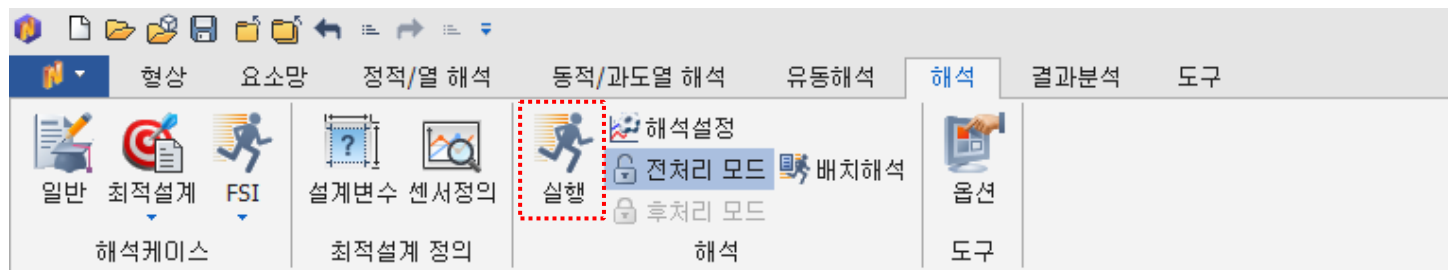 형상 요소망 정적/열 해석 동적/과도열 해석 유동해석 해석 결과분석 도구
일반 최적설계 FSI
해석케이스
? 설계변수 센서정의
최적설계 정의
실행
해석설정
전처리 모드
후처리 모드
배치해석
해석
옵션
도구